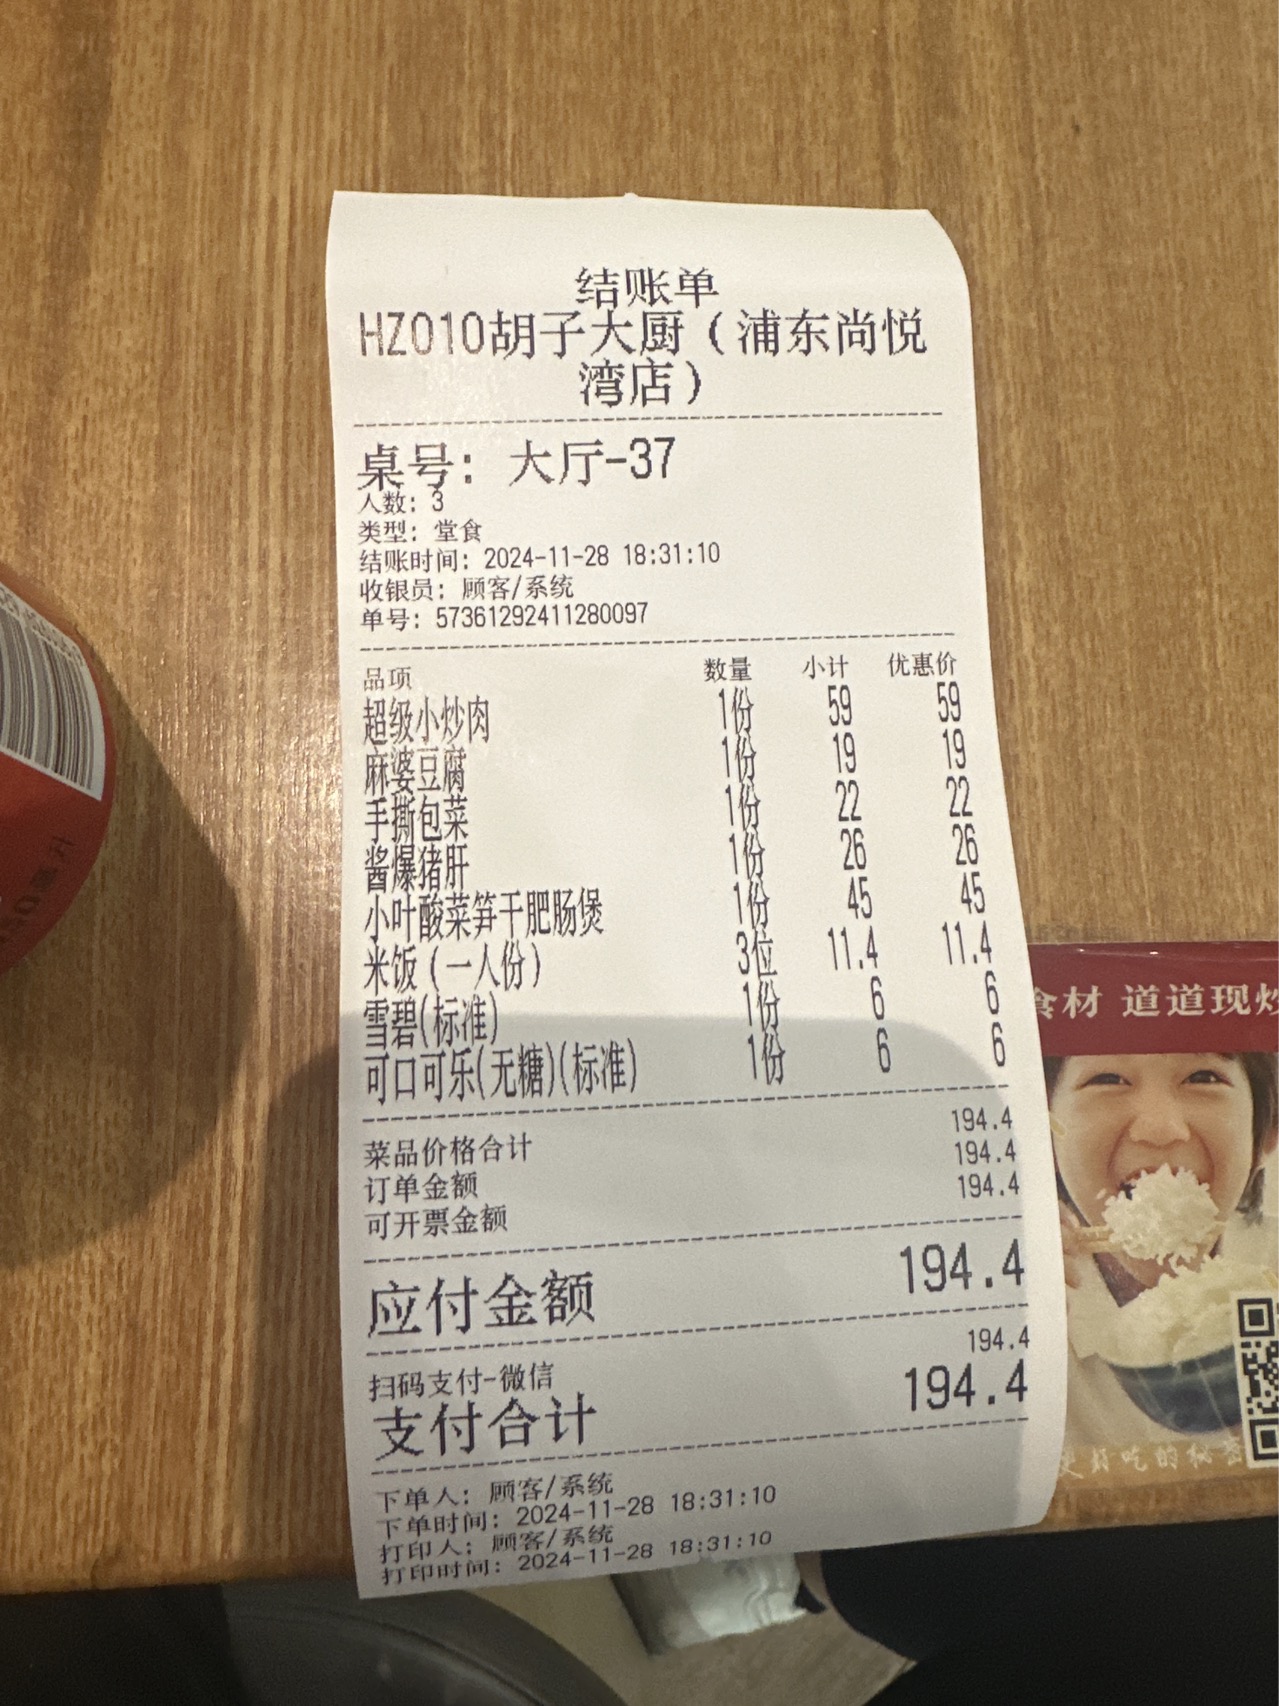 结账单
HZ010胡子大厨（浦东尚悦
湾店）
桌号：大厅-37
人数：3
类型：堂食
结账时间：2024-11-28 18:31:10
收银员：顾客/系统
单号：57361292411280097
品项 数量 小计 优惠价
超级小炒肉 1份 59 59
麻婆豆腐 1份 19 19
手撕包菜 1份 22 22
酱爆猪肝 1份 26 26
小叶酸菜笋干肥肠煲 1份 45 45
米饭（一人份） 3位 11.4 11.4
雪碧(标准) 1份 6 6
可口可乐(无糖)(标准) 1份 6 6
菜品价格合计 194.4
订单金额 194.4
可开票金额 194.4
应付金额 194.4
扫码支付-微信 194.4
支付合计 194.4
下单人：顾客/系统
下单时间：2024-11-28 18:31:10
打印人：顾客/系统
打印时间：2024-11-28 18:31:10
食材 道道现炒
更好吃的秘密